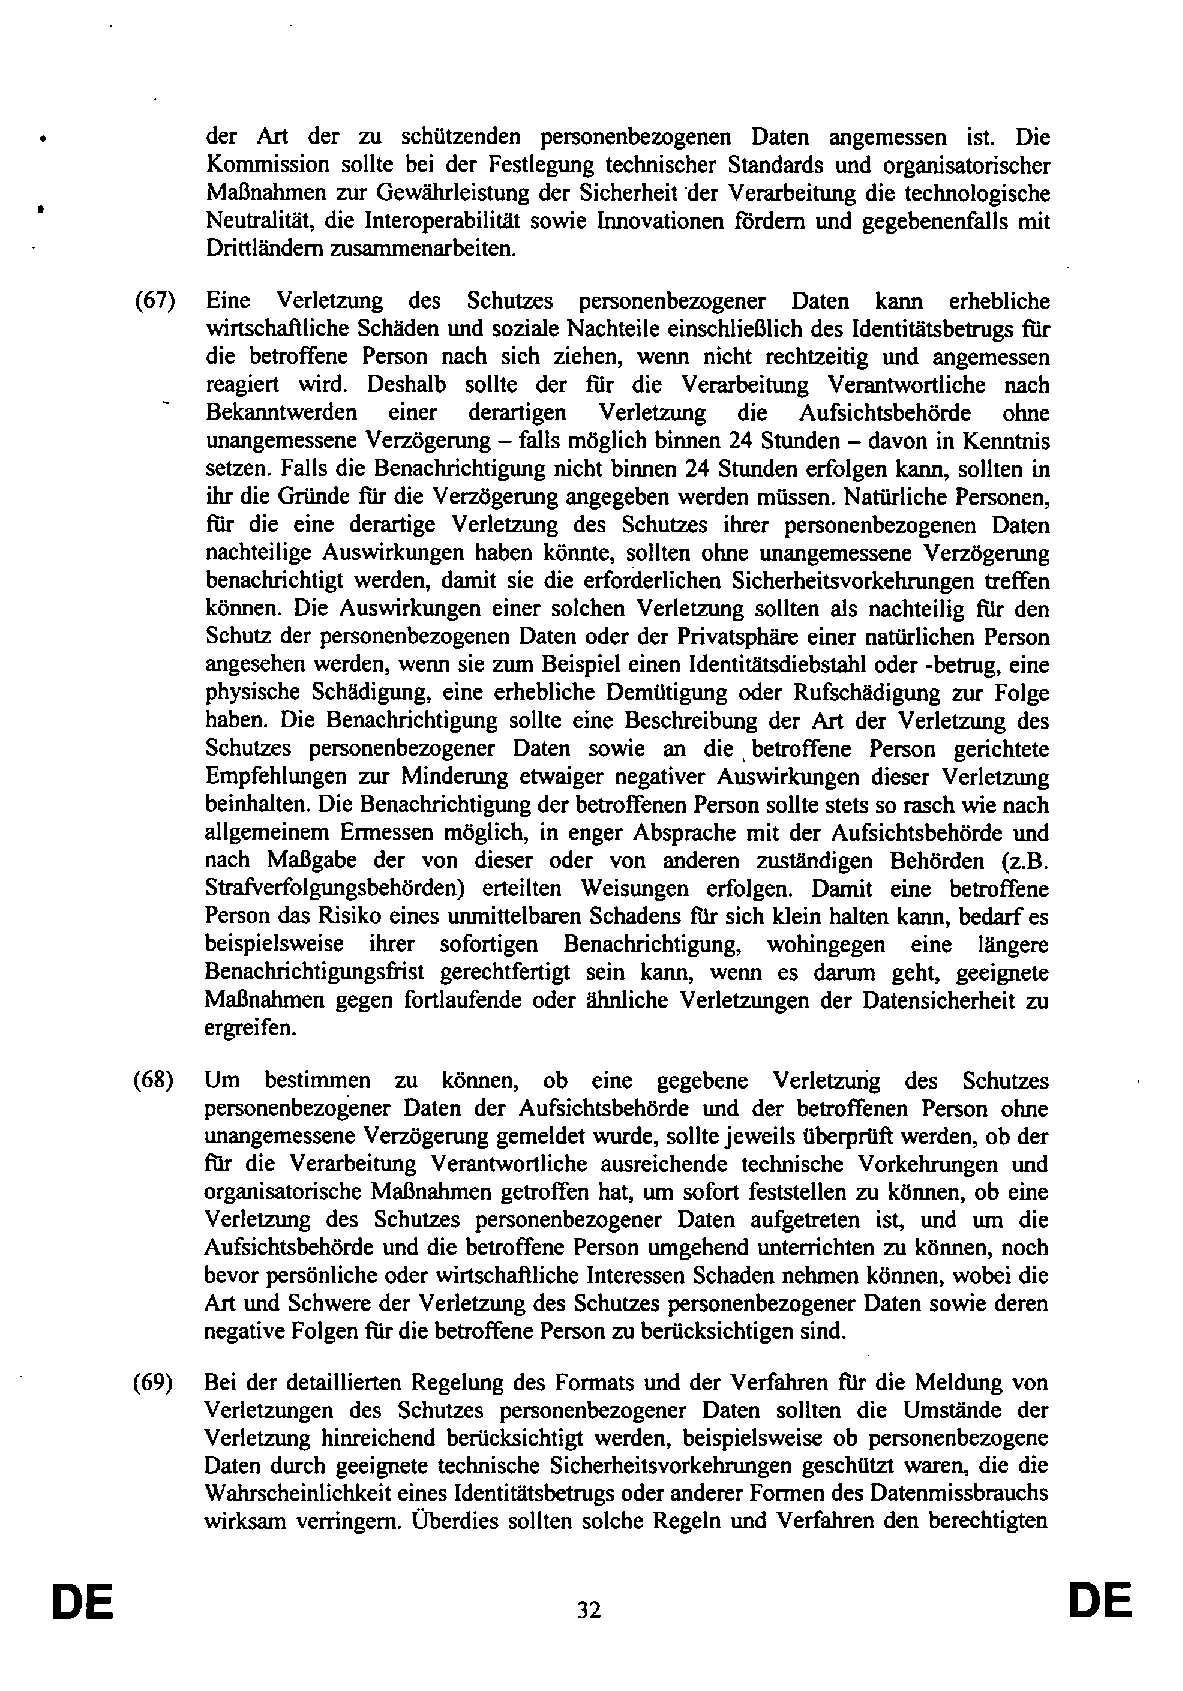 der Art der zu schützenden personenbezogenen Daten angemessen ist. Die
Kommission sollte bei der Festlegung technischer Standards und organisatorischer
Maßnahmen zur Gewährleistung der Sicherheit der Verarbeitung die technologische
Neutralität, die Interoperabilität sowie Innovationen fördern und gegebenenfalls mit
Drittländern zusammenarbeiten.
(67) Eine Verletzung des Schutzes personenbezogener Daten kann erhebliche
wirtschaftliche Schäden und soziale Nachteile einschließlich des Identitätsbetrugs für
die betroffene Person nach sich ziehen, wenn nicht rechtzeitig und angemessen
reagiert wird. Deshalb sollte der für die Verarbeitung Verantwortliche nach
Bekanntwerden einer derartigen Verletzung die Aufsichtsbehörde ohne
unangemessene Verzögerung – falls möglich binnen 24 Stunden – davon in Kenntnis
setzen. Falls die Benachrichtigung nicht binnen 24 Stunden erfolgen kann, sollten in
ihr die Gründe für die Verzögerung angegeben werden müssen. Natürliche Personen,
für die eine derartige Verletzung des Schutzes ihrer personenbezogenen Daten
nachteilige Auswirkungen haben könnte, sollten ohne unangemessene Verzögerung
benachrichtigt werden, damit sie die erforderlichen Sicherheitsvorkehrungen treffen
können. Die Auswirkungen einer solchen Verletzung sollten als nachteilig für den
Schutz der personenbezogenen Daten oder der Privatsphäre einer natürlichen Person
angesehen werden, wenn sie zum Beispiel einen Identitätsdiebstahl oder -betrug, eine
physische Schädigung, eine erhebliche Demütigung oder Rufschädigung zur Folge
haben. Die Benachrichtigung sollte eine Beschreibung der Art der Verletzung des
Schutzes personenbezogener Daten sowie an die betroffene Person gerichtete
Empfehlungen zur Minderung etwaiger negativer Auswirkungen dieser Verletzung
beinhalten. Die Benachrichtigung der betroffenen Person sollte stets so rasch wie nach
allgemeinem Ermessen möglich, in enger Absprache mit der Aufsichtsbehörde und
nach Maßgabe der von dieser oder von anderen zuständigen Behörden (z.B.
Strafverfolgungsbehörden) erteilten Weisungen erfolgen. Damit eine betroffene
Person das Risiko eines unmittelbaren Schadens für sich klein halten kann, bedarf es
beispielsweise ihrer sofortigen Benachrichtigung, wohingegen eine längere
Benachrichtigungsfrist gerechtfertigt sein kann, wenn es darum geht, geeignete
Maßnahmen gegen fortlaufende oder ähnliche Verletzungen der Datensicherheit zu
ergreifen.
(68) Um bestimmen zu können, ob eine gegebene Verletzung des Schutzes
personenbezogener Daten der Aufsichtsbehörde und der betroffenen Person ohne
unangemessene Verzögerung gemeldet wurde, sollte jeweils überprüft werden, ob der
für die Verarbeitung Verantwortliche ausreichende technische Vorkehrungen und
organisatorische Maßnahmen getroffen hat, um sofort feststellen zu können, ob eine
Verletzung des Schutzes personenbezogener Daten aufgetreten ist, und um die
Aufsichtsbehörde und die betroffene Person umgehend unterrichten zu können, noch
bevor persönliche oder wirtschaftliche Interessen Schaden nehmen können, wobei die
Art und Schwere der Verletzung des Schutzes personenbezogener Daten sowie deren
negative Folgen für die betroffene Person zu berücksichtigen sind.
(69) Bei der detaillierten Regelung des Formats und der Verfahren für die Meldung von
Verletzungen des Schutzes personenbezogener Daten sollten die Umstände der
Verletzung hinreichend berücksichtigt werden, beispielsweise ob personenbezogene
Daten durch geeignete technische Sicherheitsvorkehrungen geschützt waren, die die
Wahrscheinlichkeit eines Identitätsbetrugs oder anderer Formen des Datenmissbrauchs
wirksam verringern. Überdies sollten solche Regeln und Verfahren den berechtigten
DE 32 DE